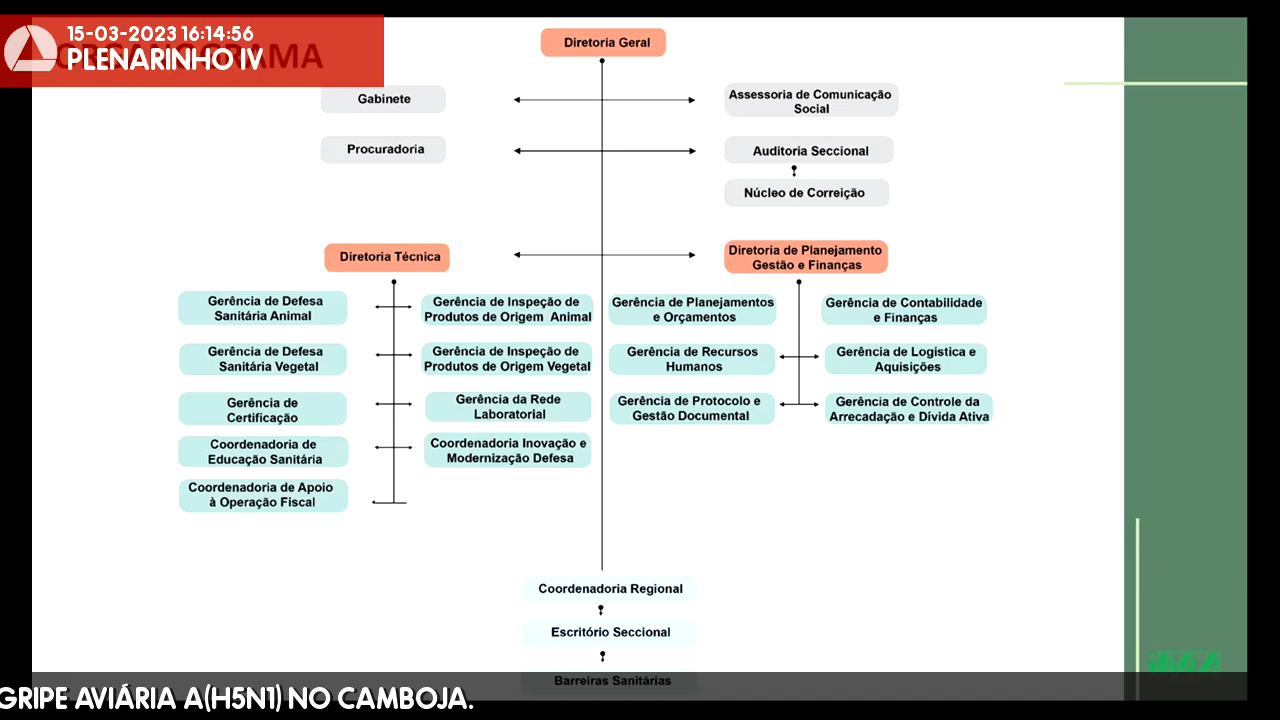 15-03-2023 16:14:56
PLENARINHO IV
ORGANOGRAMA
Diretoria Geral
Gabinete
Assessoria de Comunicação
Social
Procuradoria
Auditoria Seccional
Núcleo de Correição
Diretoria Técnica
Diretoria de Planejamento
Gestão e Finanças
Gerência de Defesa
Sanitária Animal
Gerência de Inspeção de
Produtos de Origem Animal
Gerência de Planejamentos
e Orçamentos
Gerência de Contabilidade
e Finanças
Gerência de Defesa
Sanitária Vegetal
Gerência de Inspeção de
Produtos de Origem Vegetal
Gerência de Recursos
Humanos
Gerência de Logística e
Aquisições
Gerência de
Certificação
Gerência da Rede
Laboratorial
Gerência de Protocolo e
Gestão Documental
Gerência de Controle da
Arrecadação e Dívida Ativa
Coordenadoria de
Educação Sanitária
Coordenadoria Inovação e
Modernização Defesa
Coordenadoria de Apoio
à Operação Fiscal
Coordenadoria Regional
Escritório Seccional
Barreiras Sanitárias
GRIPE AVIÁRIA A(H5N1) NO CAMBOJA.